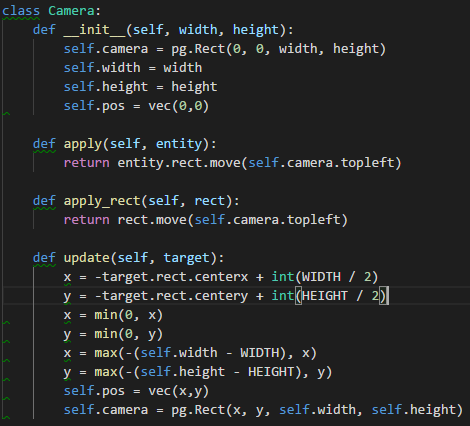 class Camera:
    def __init__(self, width, height):
        self.camera = pg.Rect(0, 0, width, height)
        self.width = width
        self.height = height
        self.pos = vec(0,0)

    def apply(self, entity):
        return entity.rect.move(self.camera.topleft)

    def apply_rect(self, rect):
        return rect.move(self.camera.topleft)

    def update(self, target):
        x = -target.rect.centerx + int(WIDTH / 2)
        y = -target.rect.centery + int(HEIGHT / 2)
        x = min(0, x)
        y = min(0, y)
        x = max(-(self.width - WIDTH), x)
        y = max(-(self.height - HEIGHT), y)
        self.pos = vec(x,y)
        self.camera = pg.Rect(x, y, self.width, self.height)